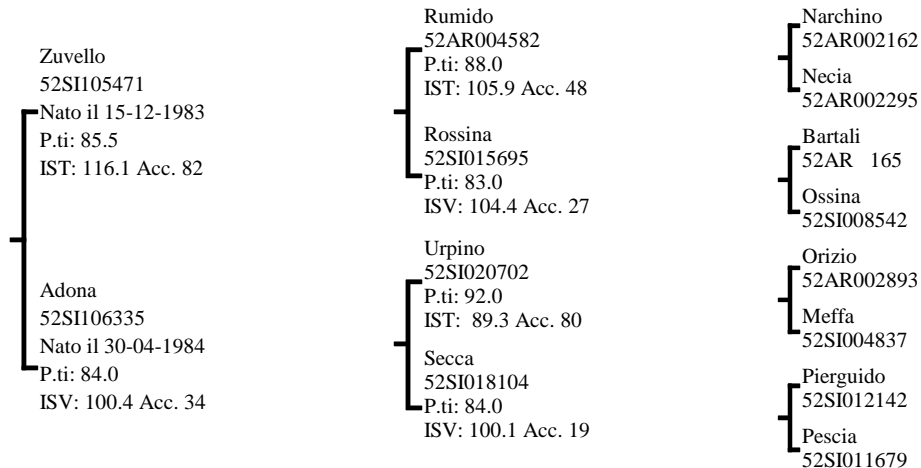 Zuvello
52SI105471
Nato il 15-12-1983
P.ti: 85.5
IST: 116.1 Acc. 82
Adona
52SI106335
Nato il 30-04-1984
P.ti: 84.0
ISV: 100.4 Acc. 34
Rumido
52AR004582
P.ti: 88.0
IST: 105.9 Acc. 48
Rossina
52SI015695
P.ti: 83.0
ISV: 104.4 Acc. 27
Urpino
52SI020702
P.ti: 92.0
IST:  89.3 Acc. 80
Secca
52SI018104
P.ti: 84.0
ISV: 100.1 Acc. 19
Narchino
52AR002162
Necia
52AR002295
Bartali
52AR   165
Ossina
52SI008542
Orizio
52AR002893
Meffa
52SI004837
Pierguido
52SI012142
Pescia
52SI011679